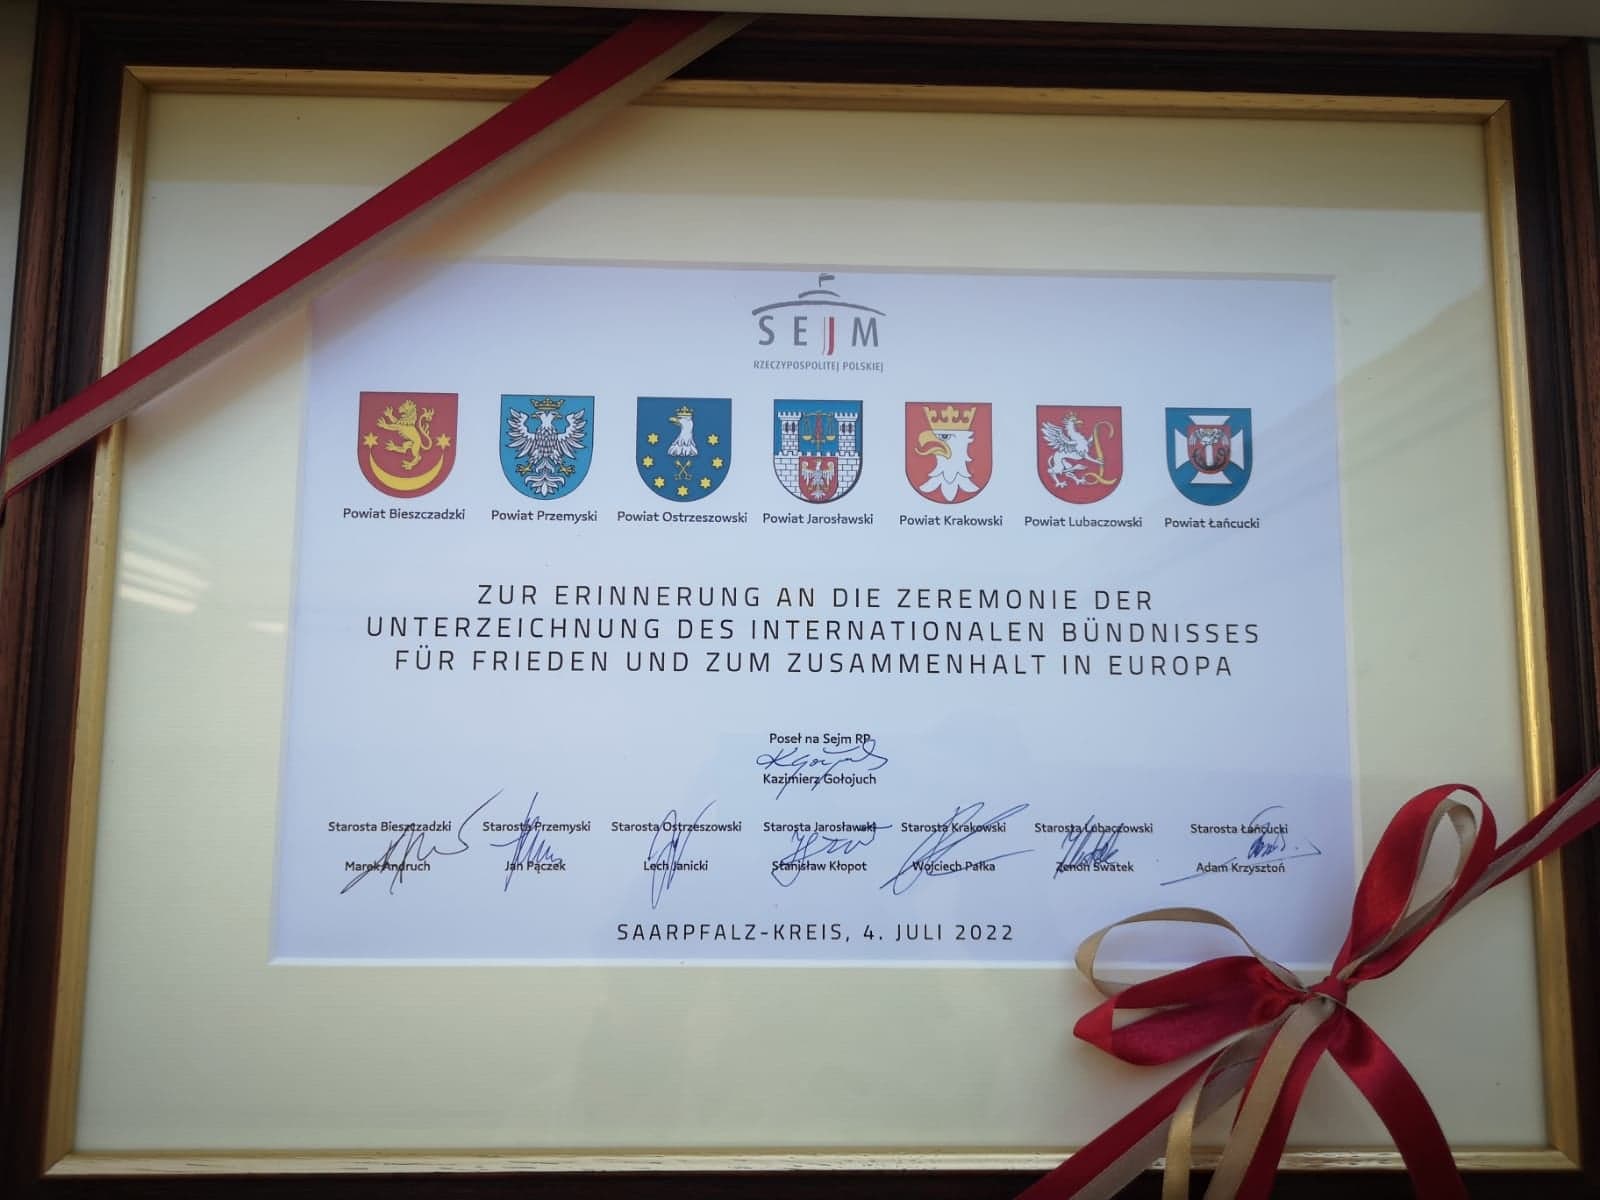 SEJM
RZECZYPOSPOLITEJ POLSKIEJ
Powiat Bieszczadzki Powiat Przemyski Powiat Ostrzeszowski Powiat Jarosławski Powiat Krakowski Powiat Lubaczowski Powiat Łańcucki
ZUR ERINNERUNG AN DIE ZEREMONIE DER
UNTERZEICHNUNG DES INTERNATIONALEN BÜNDNISSES
FÜR FRIEDEN UND ZUM ZUSAMMENHALT IN EUROPA
Poseł na Sejm RP
Kazimierz Gołojuch
Starosta Bieszczadzki Starosta Przemyski Starosta Ostrzeszowski Starosta Jarosławski Starosta Krakowski Starosta Lubaczowski Starosta Łańcucki
Marek Andruch Jan Pączek Lech Janicki Stanisław Kłopot Wojciech Pałka Zenon Swatek Adam Krzysztoń
SAARPFALZ-KREIS, 4. JULI 2022